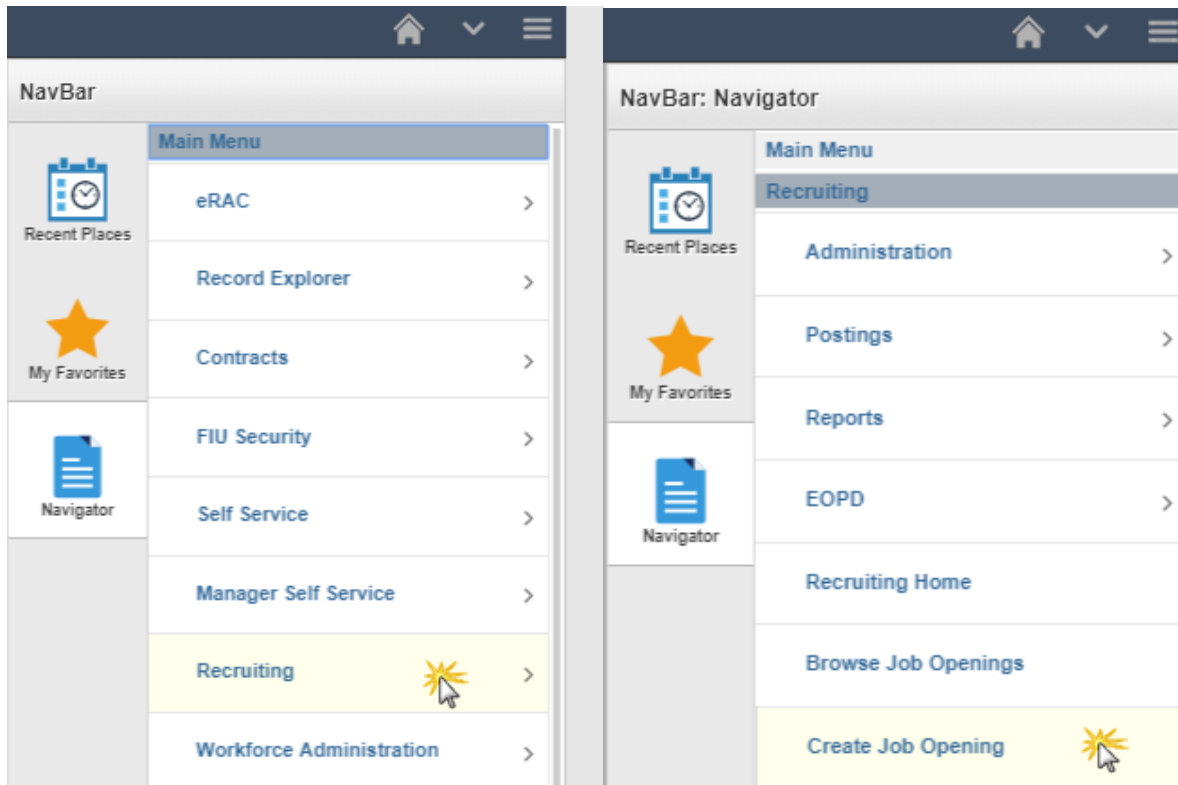 NavBar
Recent Places
My Favorites
Navigator
Main Menu
eRAC
Record Explorer
Contracts
FIU Security
Self Service
Manager Self Service
Recruiting
Workforce Administration
NavBar: Navigator
Recent Places
My Favorites
Navigator
Main Menu
Recruiting
Administration
Postings
Reports
EOPD
Recruiting Home
Browse Job Openings
Create Job Opening